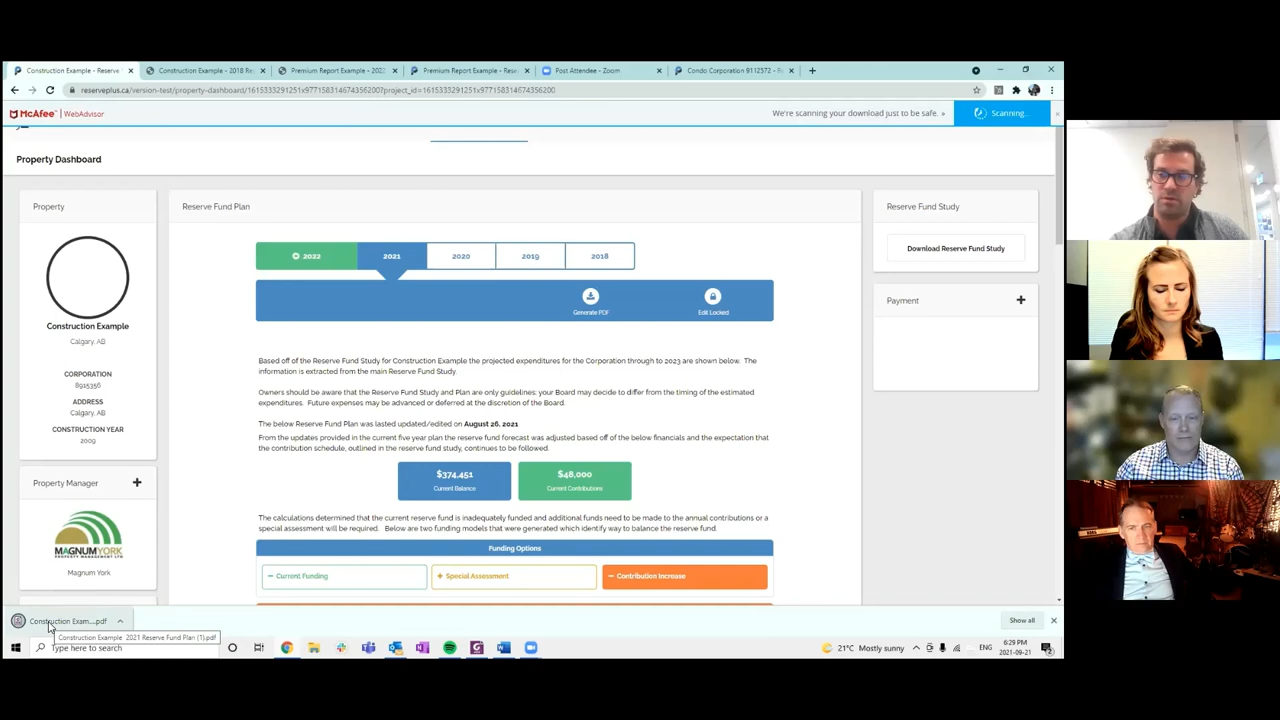 Construction Example - Reserve
Construction Example - 2018 Re
Premium Report Example - 2022
Premium Report Example - Rese
Post Attendee - Zoom
Condo Corporation 9112572 - R
reserveplus.ca/version-test/property-dashboard/1615333291251x977158314674356200?project_id=1615333291251x977158314674356200
McAfee | WebAdvisor
We're scanning your download just to be safe. »
Scanning...
Property Dashboard
Property
Construction Example
Calgary, AB
CORPORATION
8915356
ADDRESS
Calgary, AB
CONSTRUCTION YEAR
2009
Property Manager
MAGNUM YORK
PROPERTY MANAGEMENT LTD
Magnum York
Reserve Fund Plan
2022
2021
2020
2019
2018
Generate PDF
Edit Locked
Based off of the Reserve Fund Study for Construction Example the projected expenditures for the Corporation through to 2023 are shown below. The
information is extracted from the main Reserve Fund Study.
Owners should be aware that the Reserve Fund Study and Plan are only guidelines: your Board may decide to differ from the timing of the estimated
expenditures. Future expenses may be advanced or deferred at the discretion of the Board.
The below Reserve Fund Plan was lasted updated/edited on August 26, 2021
From the updates provided in the current five year plan the reserve fund forecast was adjusted based off of the below financials and the expectation that
the contribution schedule, outlined in the reserve fund study, continues to be followed.
$374,451
Current Balance
$48,000
Current Contributions
The calculations determined that the current reserve fund is inadequately funded and additional funds need to be made to the annual contributions or a
special assessment will be required. Below are two funding models that were generated which identify way to balance the reserve fund.
Funding Options
Current Funding
Special Assessment
Contribution Increase
Reserve Fund Study
Download Reserve Fund Study
Payment
Construction Exam....pdf
Construction Example 2021 Reserve Fund Plan (1).pdf
Show all
Type here to search
21°C Mostly sunny
ENG
6:29 PM
2021-09-21
2